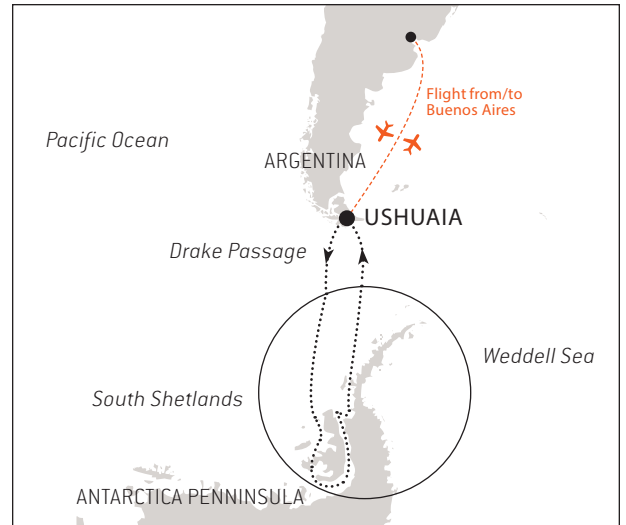 Flight from/to
Buenos Aires
Pacific Ocean
ARGENTINA
USHUAIA
Drake Passage
Weddell Sea
South Shetlands
ANTARCTICA PENNINSULA